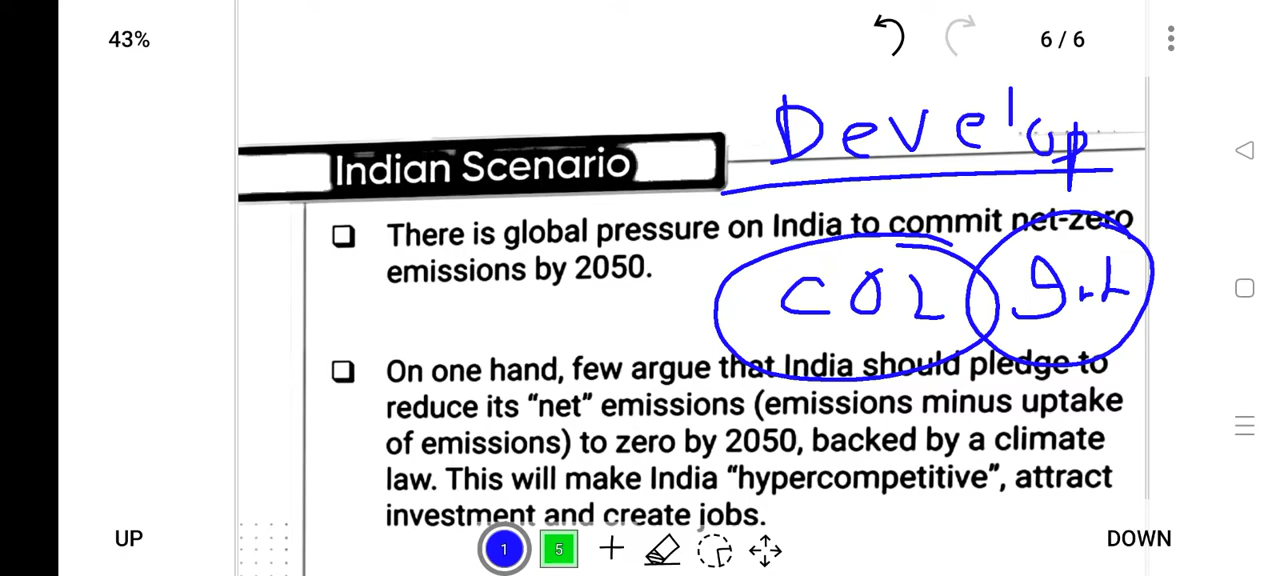 43%
6 / 6
Develop
Indian Scenario
There is global pressure on India to commit net-zero
emissions by 2050.
CO2
On one hand, few argue that India should pledge to
reduce its “net” emissions (emissions minus uptake
of emissions) to zero by 2050, backed by a climate
law. This will make India “hypercompetitive”, attract
investment and create jobs.
UP
1
5
DOWN